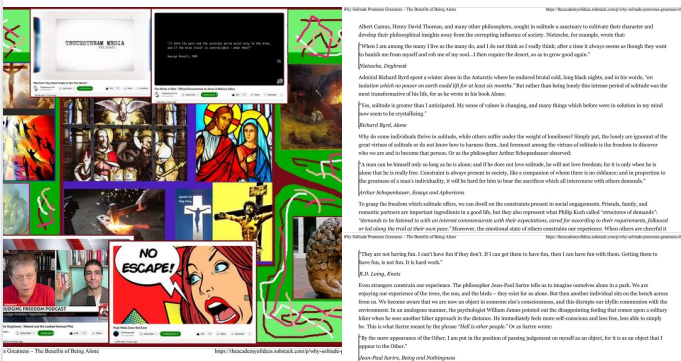 TRUTHSTREAM MEDIA
PRESENTS
"If both the past and the external world exist only in the mind,
and if the mind itself is controllable - what then?"
George Orwell, 1984
JUDGING FREEDOM PODCAST
NO
ESCAPE!
s Greatness – The Benefits of Being Alone
https://theacademyofideas.substack.com/p/why-solitude-p
Why Solitude Promotes Greatness – The Benefits of Being Alone
Albert Camus, Henry David Thoreau, and many other philosophers, sought in solitude a sanctuary to cultivate their character and
develop their philosophical insights away from the corrupting influence of society. Nietzsche, for example, wrote that:
"When I am among the many I live as the many do, and I do not think as I really think; after a time it always seems as though they want
to banish me from myself and rob me of my soul...I then require the desert, so as to grow good again."
Nietzsche, Daybreak
Admiral Richard Byrd spent a winter alone in the Antarctic where he endured brutal cold, long black nights, and in his words, "an
isolation which no power on earth could lift for at least six months." But rather than being lonely this intense period of solitude was the
most transformative of his life, for as he wrote in his book Alone:
"Yes, solitude is greater than I anticipated. My sense of values is changing, and many things which before were in solution in my mind
now seem to be crystallising."
Richard Byrd, Alone
Why do some individuals thrive in solitude, while others suffer under the weight of loneliness? Simply put, the lonely are ignorant of the
great virtues of solitude or do not know how to harness them. And foremost among the virtues of solitude is the freedom to discover
who we are and to become that person. Or as the philosopher Arthur Schopenhauer observed:
"A man can be himself only so long as he is alone; and if he does not love solitude, he will not love freedom; for it is only when he is
alone that he is really free. Constraint is always present in society, like a companion of whom there is no riddance; and in proportion to
the greatness of a man's individuality, it will be hard for him to bear the sacrifices which all intercourse with others demands."
Arthur Schopenhauer, Essays and Aphorisms
To grasp the freedom which solitude offers, we can dwell on the constraints present in social engagements. Friends, family, and
romantic partners are important ingredients in a good life, but they also represent what Philip Koch called "structures of demands":
"demands to be listening to with an interest commensurate with their expectations, cared for according to their requirements, followed
or led along the trail at their own pace." Moreover, the emotional state of others constrains our experience. When others are cheerful it
Why Solitude Promotes Greatness – The Benefits of Being Alone
"They are not having fun. I can't have fun if they don't. If I can get them to have fun, then I can have fun with them. Getting them to
have fun, is not fun. It is hard work."
R.D. Laing, Knots
Even strangers constrain our experience. The philosopher Jean-Paul Sartre tells us to imagine ourselves alone in a park. We are
enjoying our experience of the trees, the sun, and the birds – they exist for us alone. But then another individual sits on the bench across
from us. We become aware that we are now an object in someone else's consciousness, and this disrupts our idyllic communion with the
environment. In an analogous manner, the psychologist William James pointed out the disappointing feeling that comes upon a solitary
hiker when he sees another hiker approach in the distance. He immediately feels more self-conscious and less free, less able to simply
be. This is what Sartre meant by the phrase "Hell is other people." Or as Sartre wrote:
"By the mere appearance of the Other, I am put in the position of passing judgement on myself as an object, for it is as an object that I
appear to the Other."
Jean-Paul Sartre, Being and Nothingness